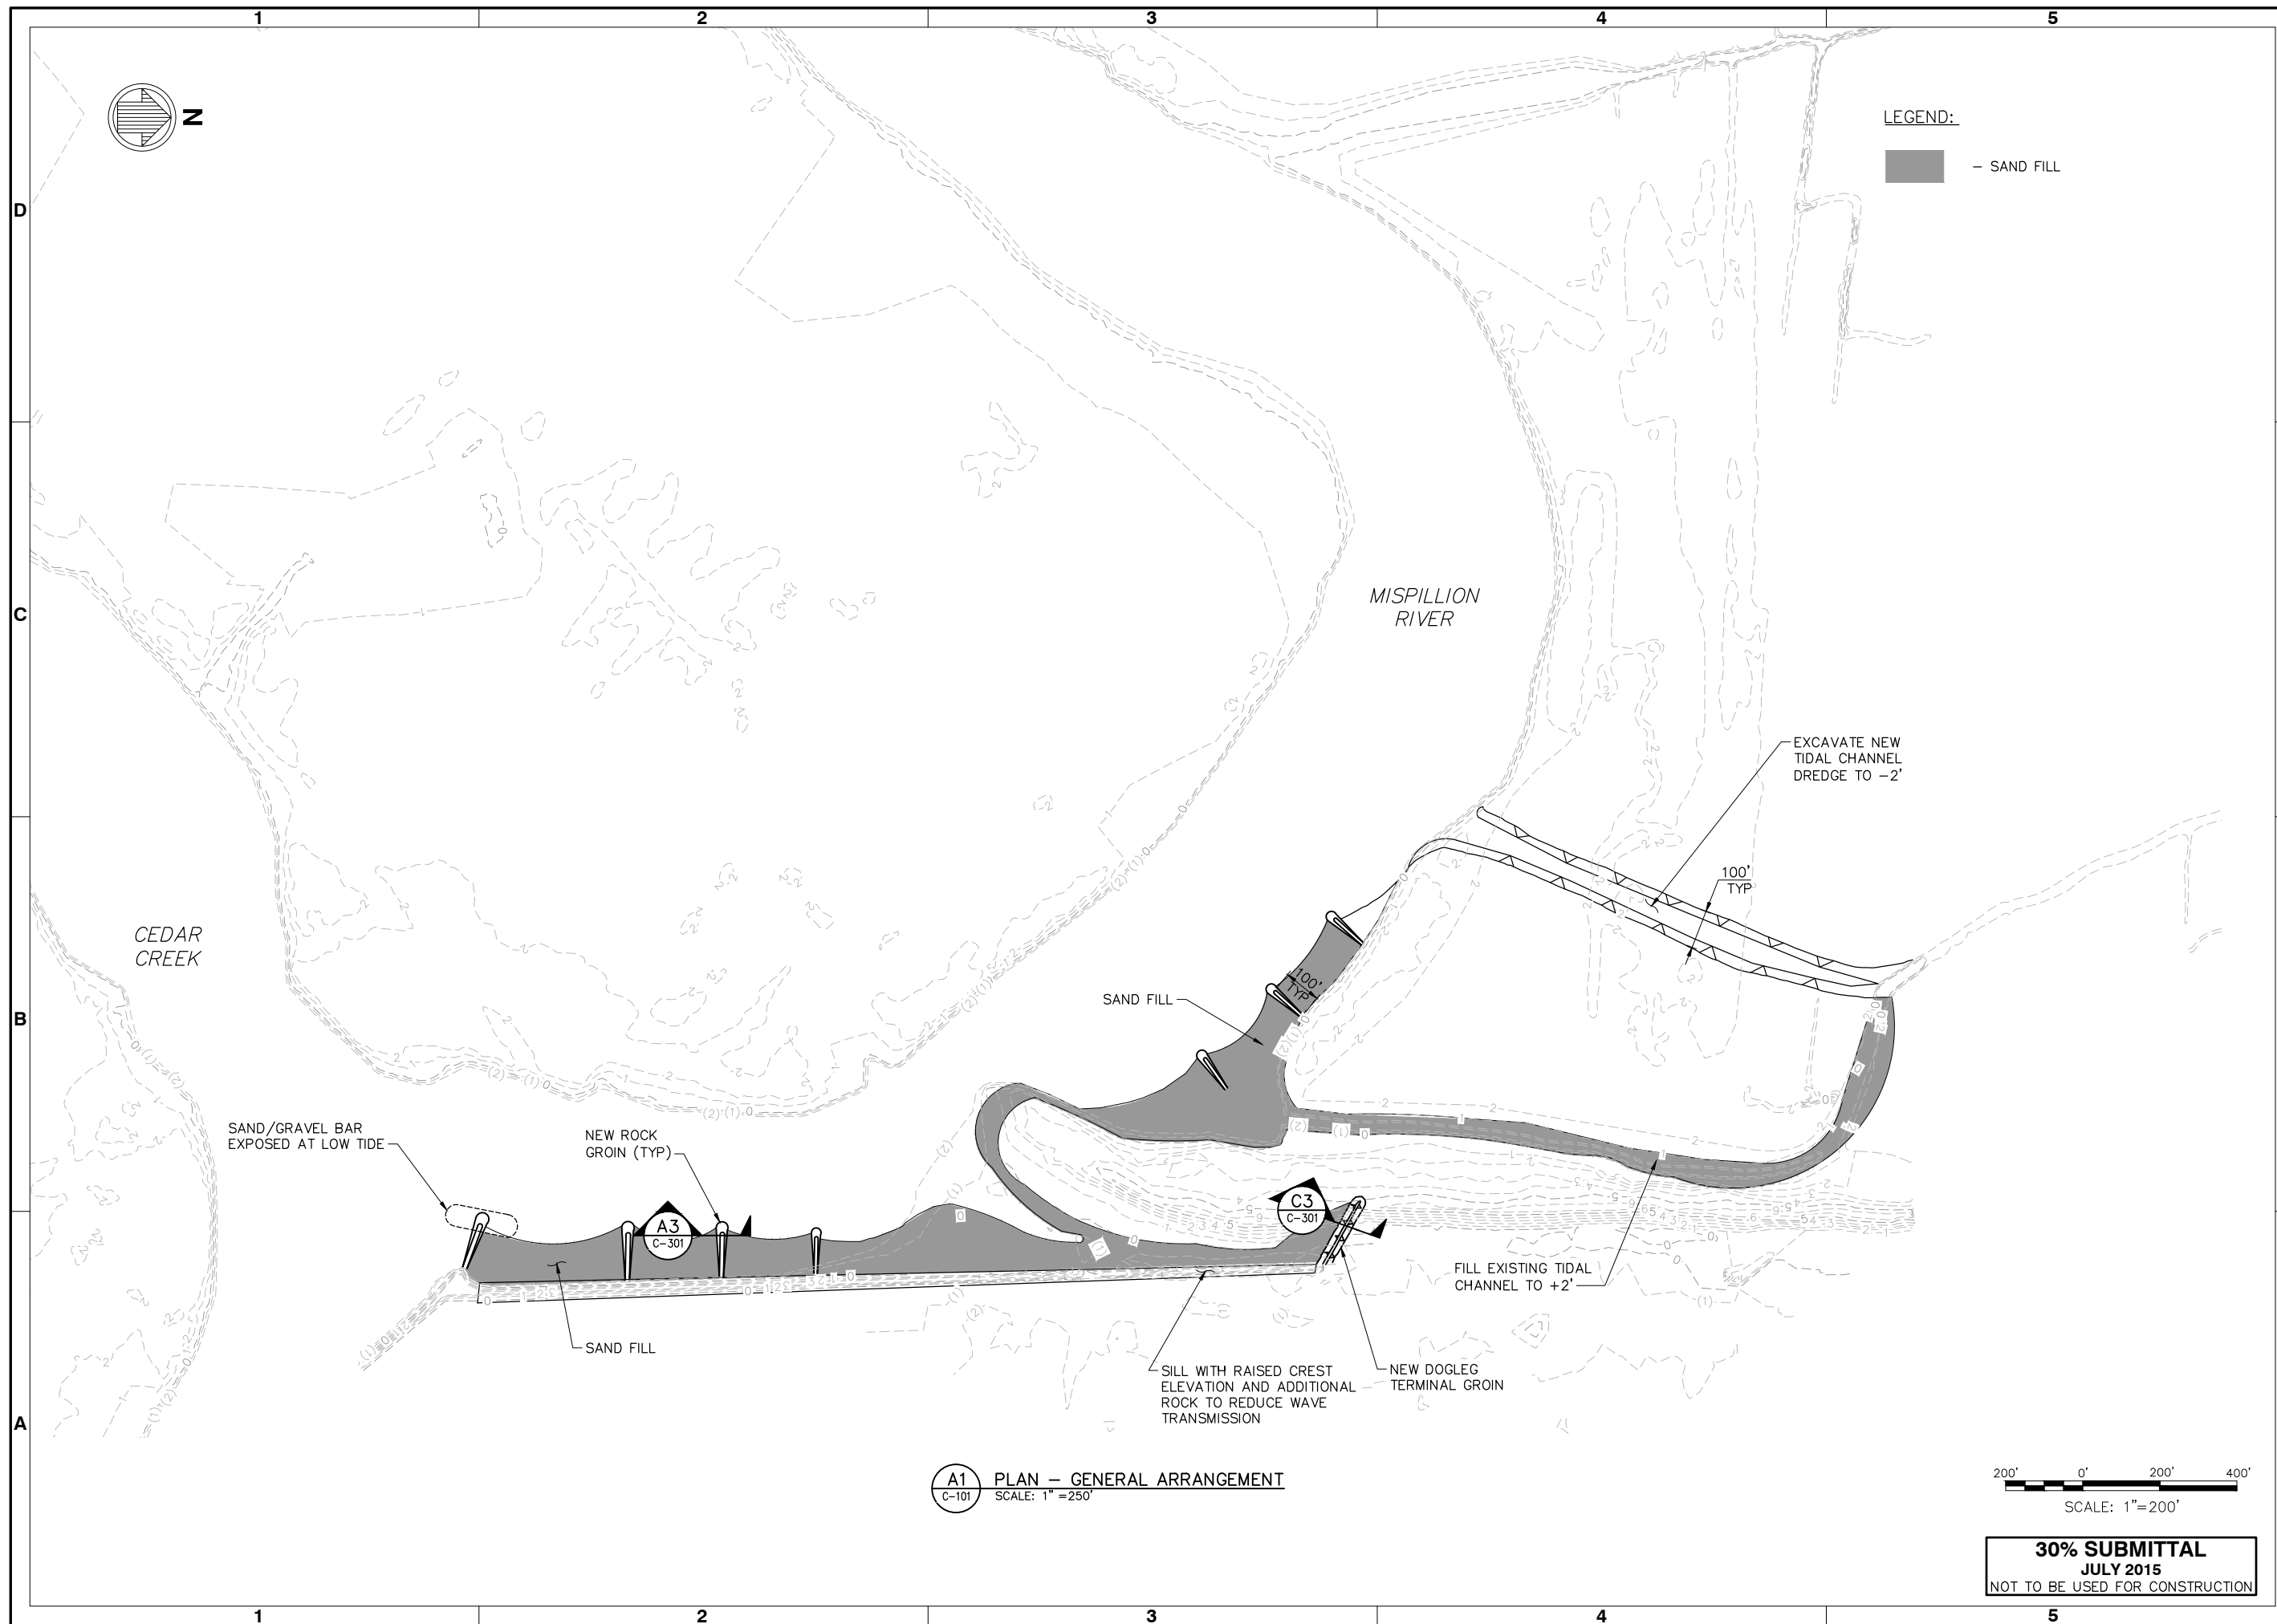 1
2
3
4
5
N
LEGEND:
– SAND FILL
D
C
MISPILLION
RIVER
EXCAVATE NEW
TIDAL CHANNEL
DREDGE TO –2'
100'
TYP
CEDAR
CREEK
100'
TYP
SAND FILL
B
SAND/GRAVEL BAR
EXPOSED AT LOW TIDE
NEW ROCK
GROIN (TYP)
A3
C–301
C3
C–301
FILL EXISTING TIDAL
CHANNEL TO +2'
SAND FILL
SILL WITH RAISED CREST
ELEVATION AND ADDITIONAL
ROCK TO REDUCE WAVE
TRANSMISSION
NEW DOGLEG
TERMINAL GROIN
A
A1
C–101
PLAN – GENERAL ARRANGEMENT
SCALE: 1" =250'
200' 0' 200' 400'
SCALE: 1"=200'
30% SUBMITTAL
JULY 2015
NOT TO BE USED FOR CONSTRUCTION
1
2
3
4
5